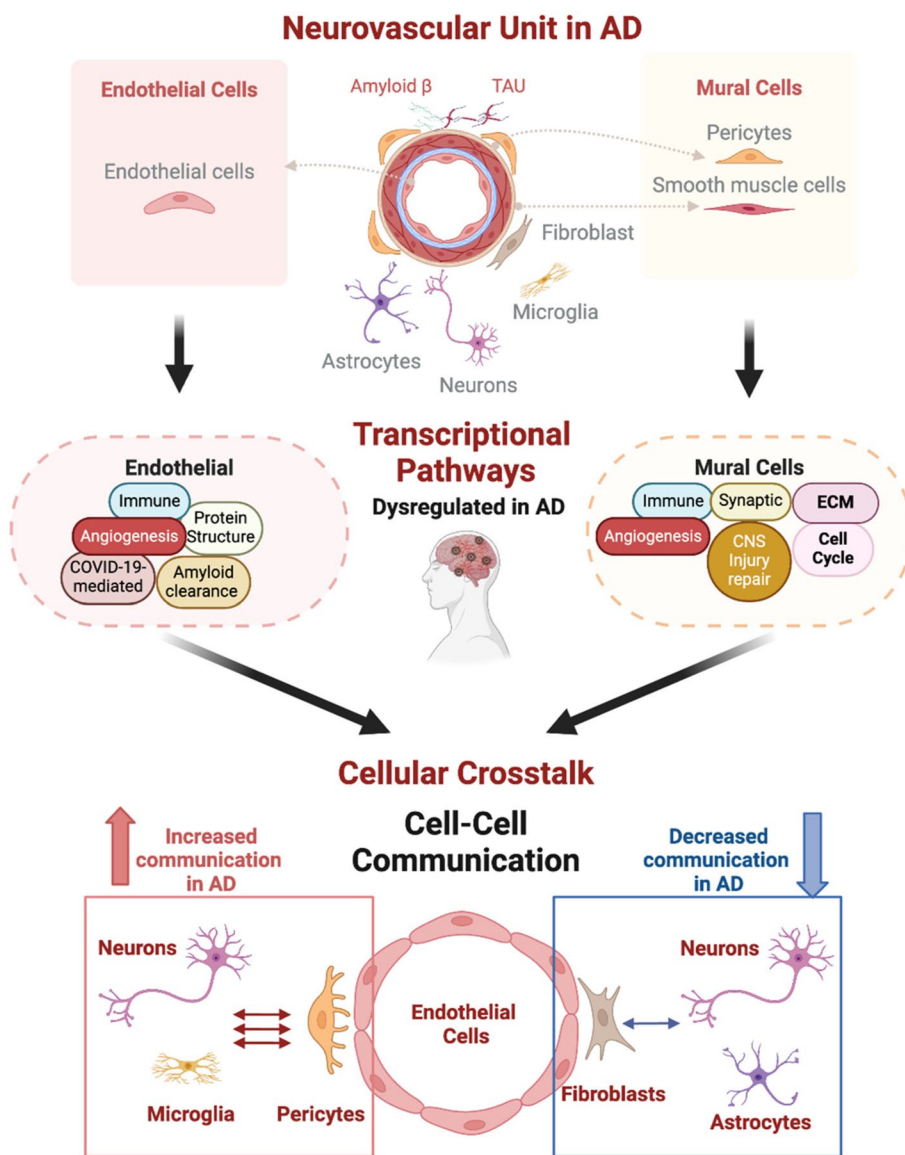 Neurovascular Unit in AD
Endothelial Cells
Endothelial cells
Amyloid β
TAU
Mural Cells
Pericytes
Smooth muscle cells
Fibroblast
Microglia
Astrocytes
Neurons
Transcriptional
Pathways
Dysregulated in AD
Endothelial
Immune
Protein
Structure
Angiogenesis
COVID-19-
mediated
Amyloid
clearance
Mural Cells
Immune
Synaptic
ECM
Angiogenesis
CNS
Injury
repair
Cell
Cycle
Cellular Crosstalk
Cell-Cell
Communication
Increased
communication
in AD
Decreased
communication
in AD
Neurons
Microglia
Pericytes
Endothelial
Cells
Fibroblasts
Neurons
Astrocytes